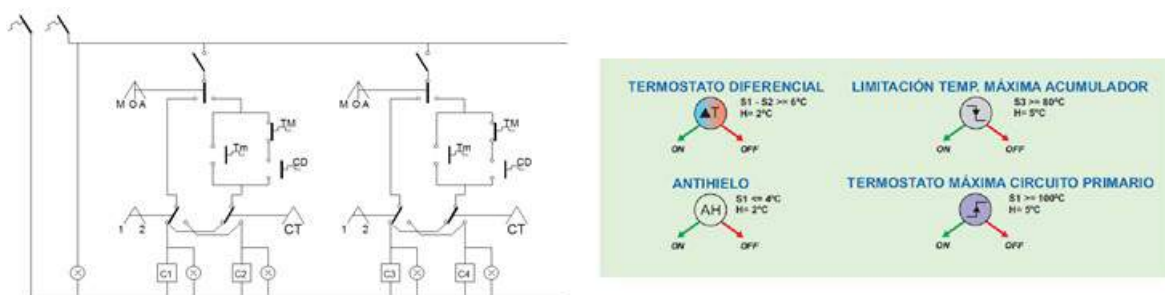 M O A
TM
Tm
CD
1 2
CT
C1
C2
M O A
TM
Tm
CD
1 2
CT
C3
C4
TERMOSTATO DIFERENCIAL
S1 - S2 >= 6ºC
H= 2ºC
ΔT
ON
OFF
LIMITACIÓN TEMP. MÁXIMA ACUMULADOR
S3 >= 80ºC
H= 5ºC
ON
OFF
ANTIHIELO
S1 <= 4ºC
H= 2ºC
AH
ON
OFF
TERMOSTATO MÁXIMA CIRCUITO PRIMARIO
S1 >= 100ºC
H= 5ºC
ON
OFF